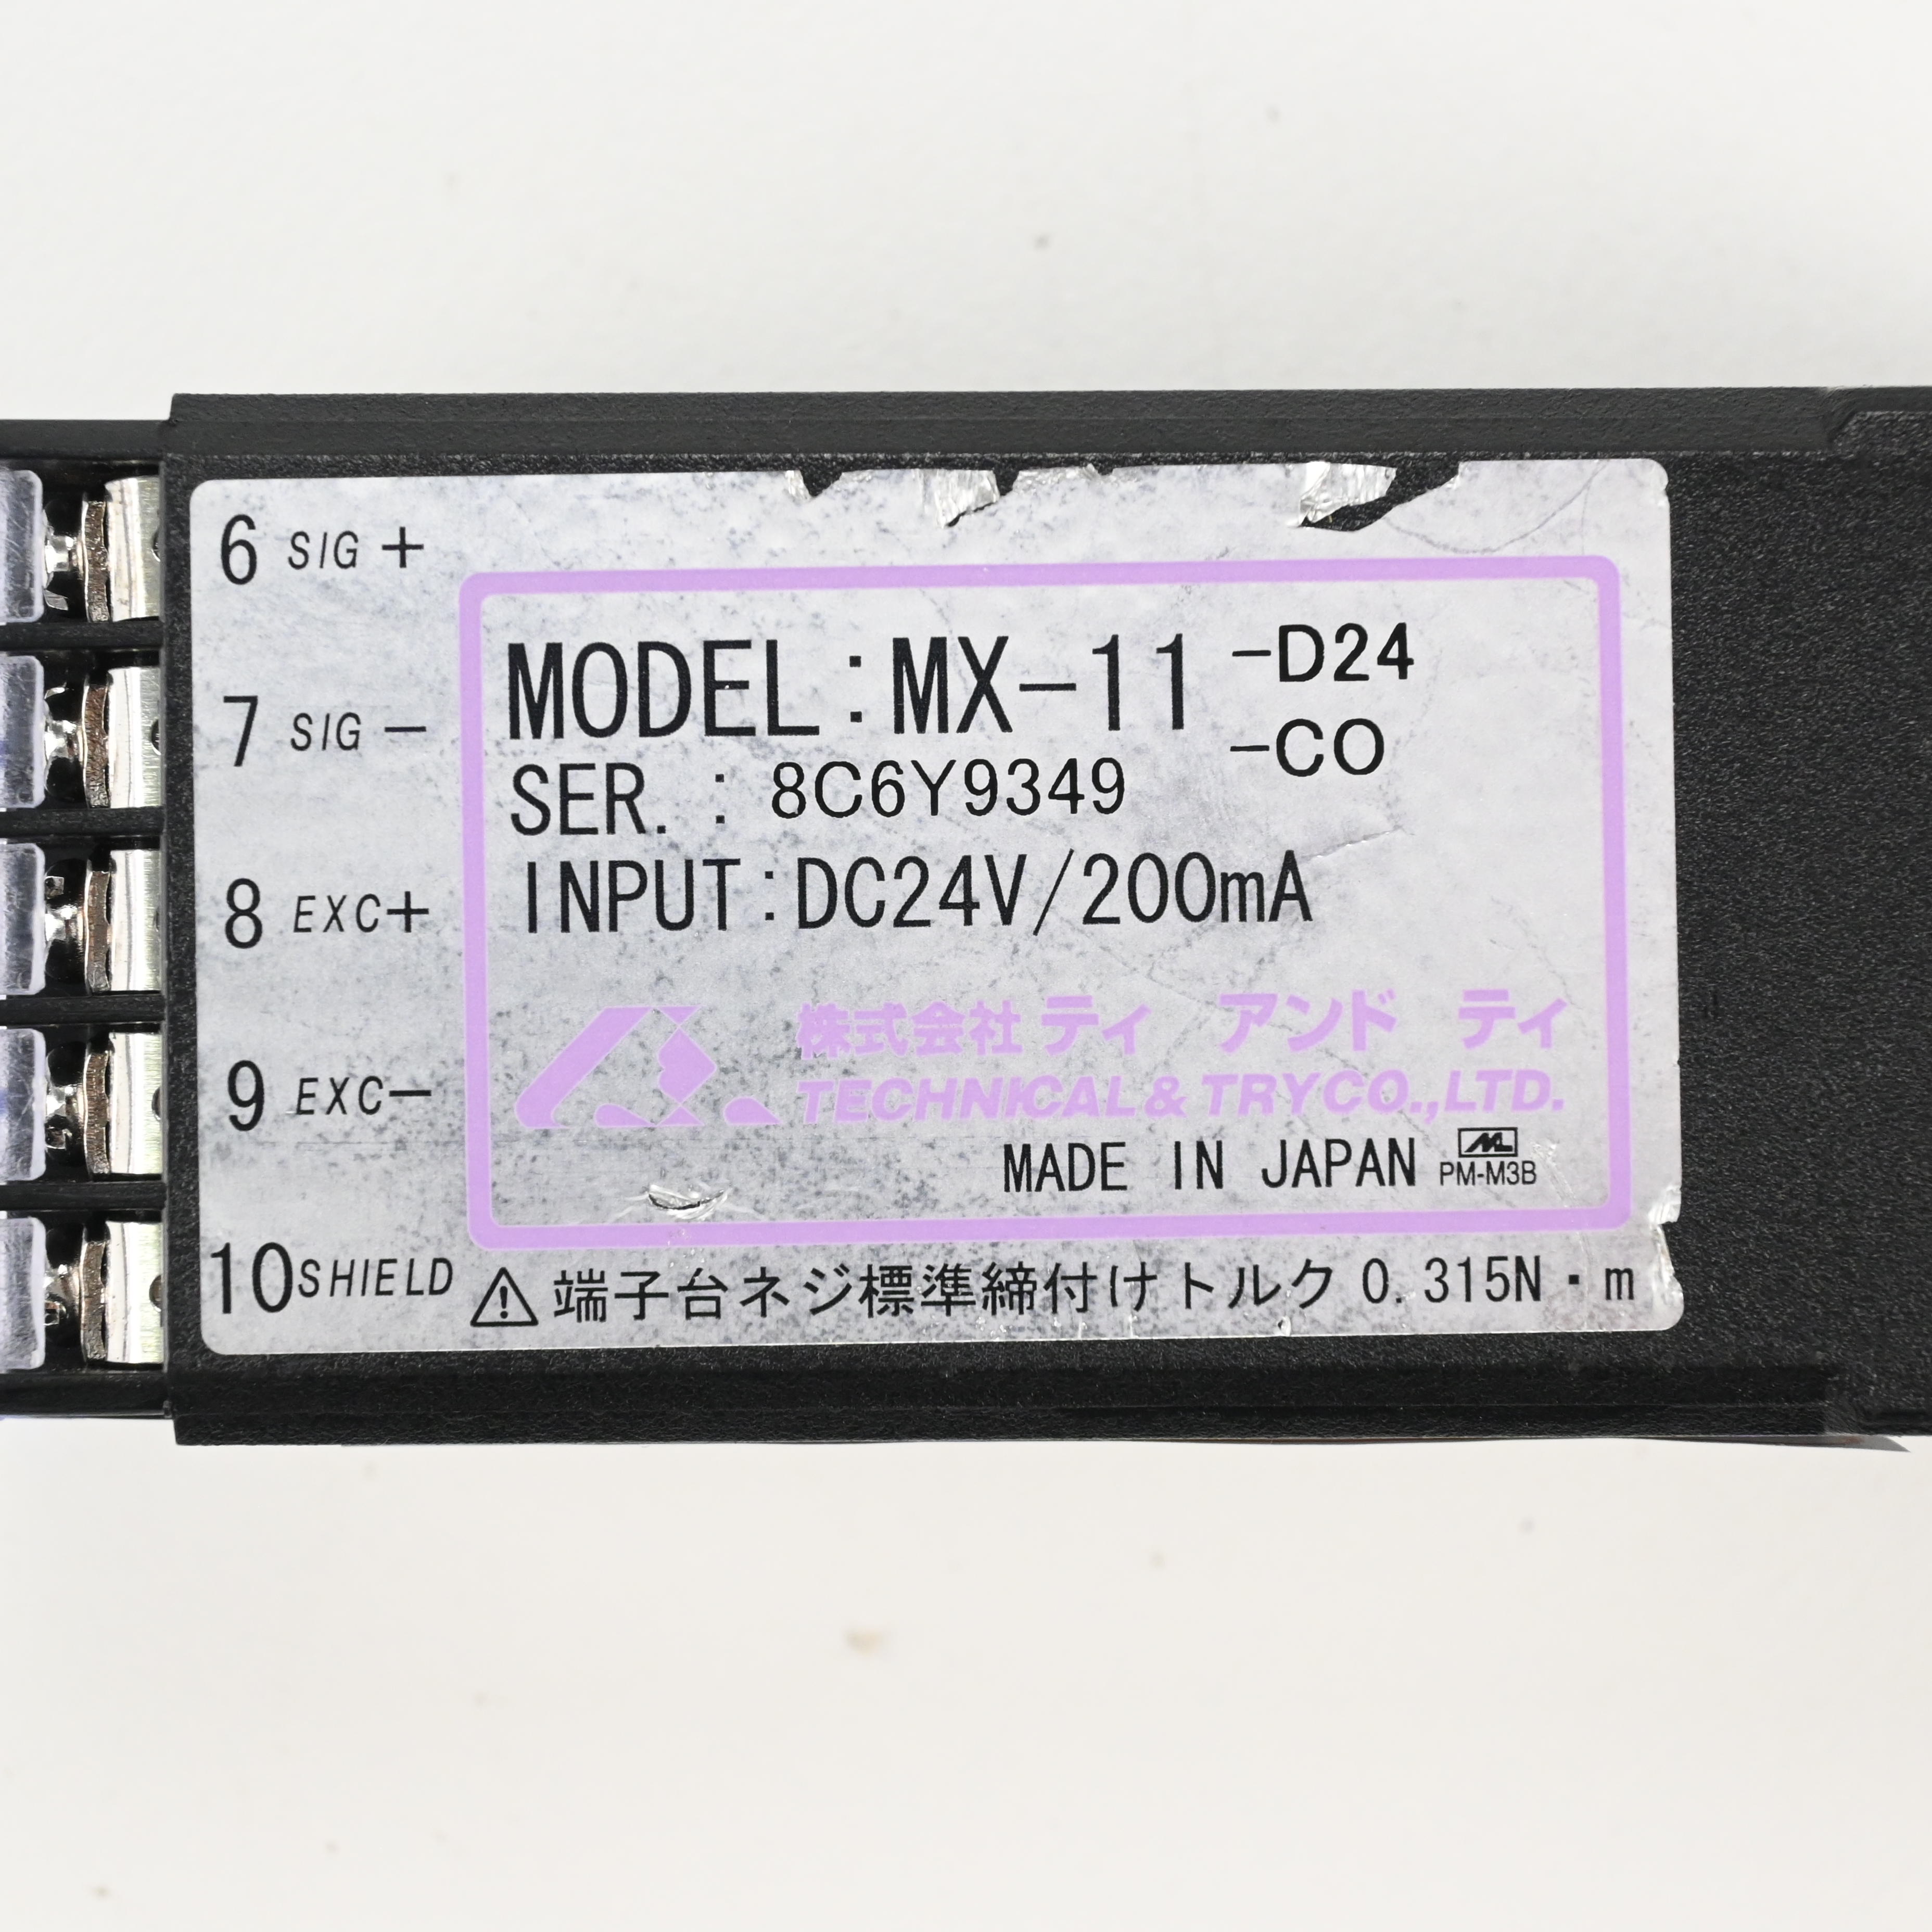 6 SIG +
7 SIG −
8 EXC+
9 EXC−
10 SHIELD
MODEL:MX-11 -D24
-CO
SER. : 8C6Y9349
INPUT:DC24V/200mA
株式会社 ティ アンド ティ
TECHNICAL & TRY CO.,LTD.
MADE IN JAPAN
PM-M3B
⚠ 端子台ネジ標準締付けトルク 0.315N・m